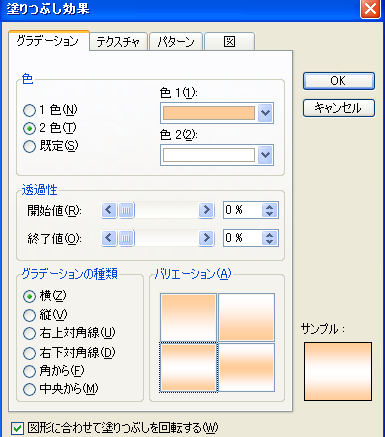 塗りつぶし効果
グラデーション テクスチャ パターン 図
色
1 色(N)
2 色(T)
既定(S)
色 1(1):
色 2(2):
OK
キャンセル
透過性
開始値(R): 0 %
終了値(O): 0 %
グラデーションの種類
横(Z)
縦(V)
右上対角線(U)
右下対角線(D)
角から(F)
中央から(M)
バリエーション(A)
サンプル :
図形に合わせて塗りつぶしを回転する(W)